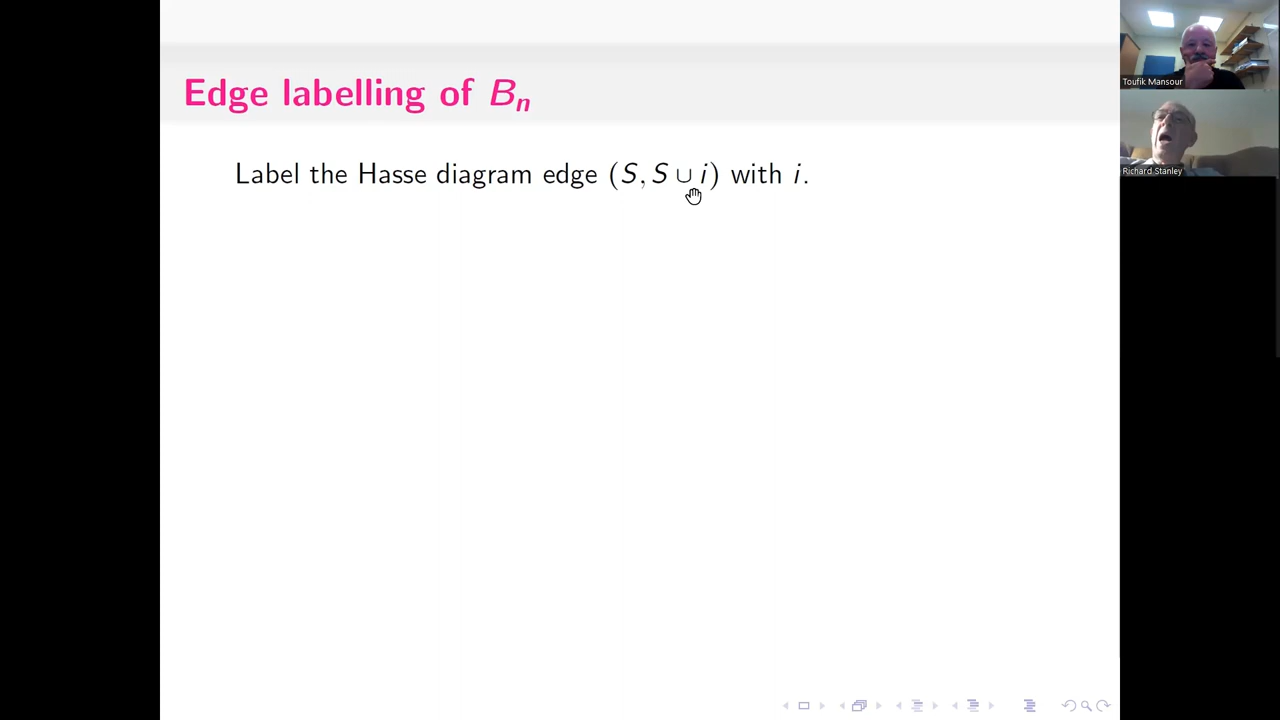 Edge labelling of Bₙ
Label the Hasse diagram edge (S, S ∪ i) with i.
Toufik Mansour
Richard Stanley